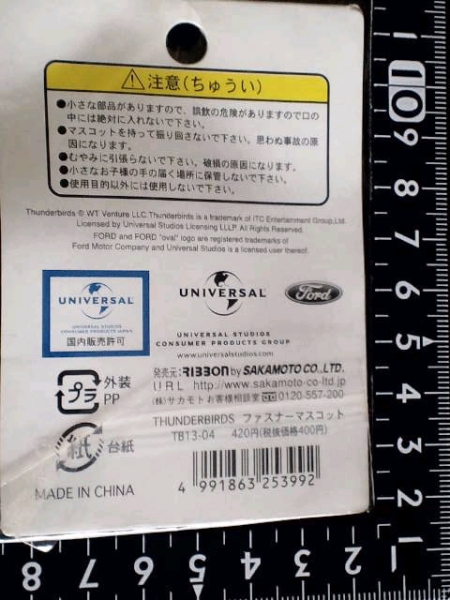 ⚠注意(ちゅうい)
●小さな部品がありますので、誤飲の危険がありますので口の
中には絶対に入れないで下さい。
●マスコットを持って振り回さないで下さい。思わぬ事故の原
因になります。
●むやみに引張らないで下さい。破損の原因になります。
●小さなお子様の手の届く場所に保管しないで下さい。
●使用目的以外には使用しないで下さい。
Thunderbirds © WT Venture LLC.Thunderbirds is a trademark of ITC Entertainment Group,Ltd.
Licensed by Universal Studios Licensing LLLP. All Rights Reserved.
FORD and FORD "oval" logo are registered trademarks of
Ford Motor Company and Universal Studios is a licensed user thereof.
UNIVERSAL
UNIVERSAL STUDIOS
CONSUMER PRODUCTS JAPAN
国内販売許可
UNIVERSAL
UNIVERSAL STUDIOS
CONSUMER PRODUCTS GROUP
www.universalstudios.com
Ford
プラ 外装
PP
紙 台紙
発売元:RIBBON by SAKAMOTO CO.,LTD.
URL http://www.sakamoto-co-ltd.jp
(株)サカモトお客様相談室 0120-557-200
THUNDERBIRDS ファスナーマスコット
TB13-04 420円(税抜価格400円)
4 991863 253992
MADE IN CHINA
1
10
9
8
7
6
5
4
3
2
1
8 7 6 5 4 3 2 1